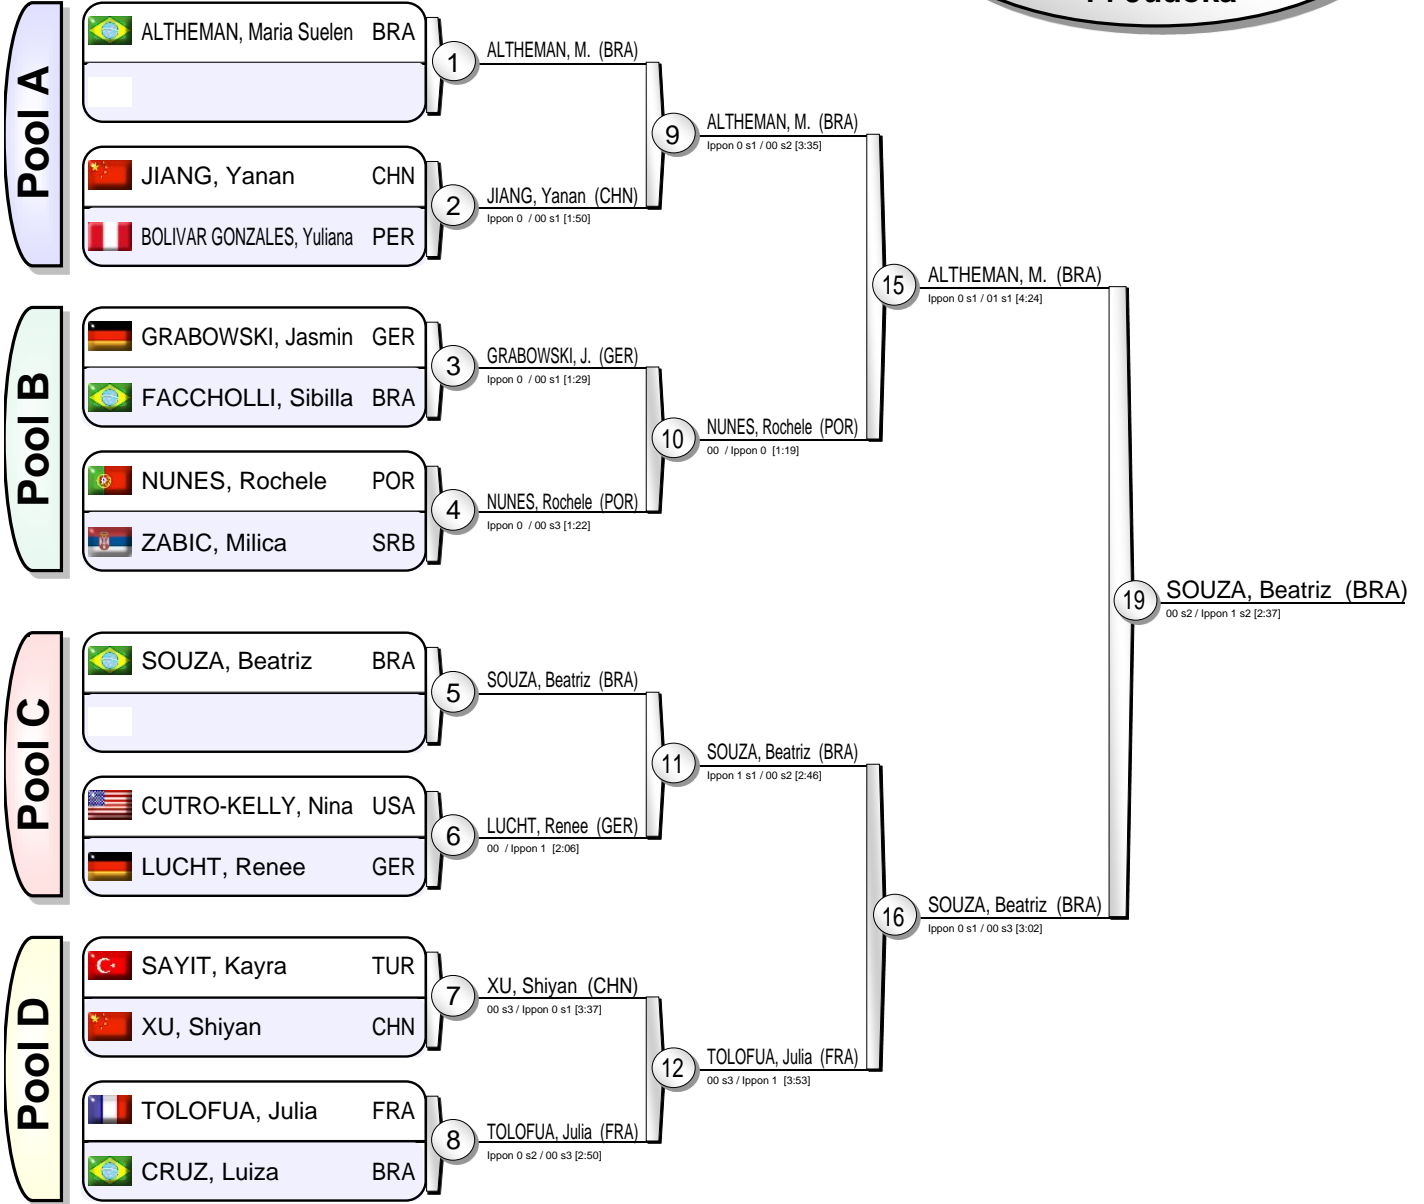 Pool A
ALTHEMAN, Maria Suelen BRA
JIANG, Yanan CHN
BOLIVAR GONZALES, Yuliana PER
Pool B
GRABOWSKI, Jasmin GER
FACCHOLLI, Sibilla BRA
NUNES, Rochele POR
ZABIC, Milica SRB
Pool C
SOUZA, Beatriz BRA
CUTRO-KELLY, Nina USA
LUCHT, Renee GER
Pool D
SAYIT, Kayra TUR
XU, Shiyan CHN
TOLOFUA, Julia FRA
CRUZ, Luiza BRA
1
ALTHEMAN, M. (BRA)
2
JIANG, Yanan (CHN)
Ippon 0 / 00 s1 [1:50]
3
GRABOWSKI, J. (GER)
Ippon 0 / 00 s1 [1:29]
4
NUNES, Rochele (POR)
Ippon 0 / 00 s3 [1:22]
5
SOUZA, Beatriz (BRA)
6
LUCHT, Renee (GER)
00 / Ippon 1 [2:06]
7
XU, Shiyan (CHN)
00 s3 / Ippon 0 s1 [3:37]
8
TOLOFUA, Julia (FRA)
Ippon 0 s2 / 00 s3 [2:50]
9
ALTHEMAN, M. (BRA)
Ippon 0 s1 / 00 s2 [3:35]
10
NUNES, Rochele (POR)
00 / Ippon 0 [1:19]
11
SOUZA, Beatriz (BRA)
Ippon 1 s1 / 00 s2 [2:46]
12
TOLOFUA, Julia (FRA)
00 s3 / Ippon 1 [3:53]
15
ALTHEMAN, M. (BRA)
Ippon 0 s1 / 01 s1 [4:24]
16
SOUZA, Beatriz (BRA)
Ippon 0 s1 / 00 s3 [3:02]
19
SOUZA, Beatriz (BRA)
00 s2 / Ippon 1 s2 [2:37]